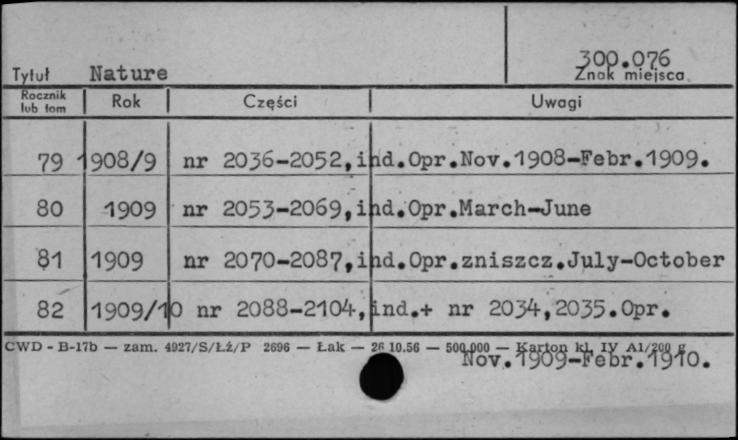 300.076
Tytuł Nature Znak miejsca
Rocznik lub tom Rok Części Uwagi
79 1908/9 nr 2036-2052,ind.Opr.Nov.1908-Febr.1909.
80 1909 nr 2053-2069,ind.Opr.March-June
81 1909 nr 2070-2087,ind.Opr.zniszcz.July-October
82 1909/10 nr 2088-2104,ind.+ nr 2034,2035.Opr.
CWD - B-17b — zam. 4927/S/Łź/P 2696 — Łak — 26 10.56 — 500.000 — Karton kl. IV A1/200 g
Nov.1909-Febr.1910.